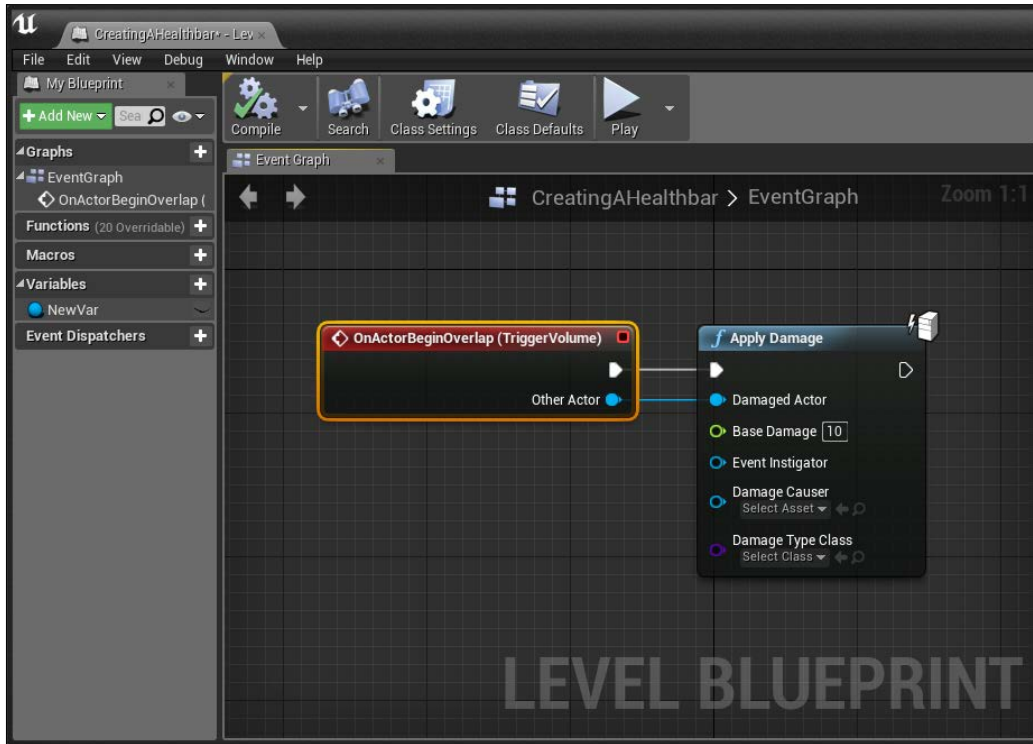 CreatingAHealthbar* - Lev
File Edit View Debug Window Help
My Blueprint
+ Add New
Sea
Compile
Search
Class Settings
Class Defaults
Play
Graphs
EventGraph
OnActorBeginOverlap (
Functions (20 Overridable)
Macros
Variables
NewVar
Event Dispatchers
Event Graph
CreatingAHealthbar > EventGraph
Zoom 1:1
OnActorBeginOverlap (TriggerVolume)
Other Actor
f Apply Damage
Damaged Actor
Base Damage 10
Event Instigator
Damage Causer
Select Asset
Damage Type Class
Select Class
LEVEL BLUEPRINT